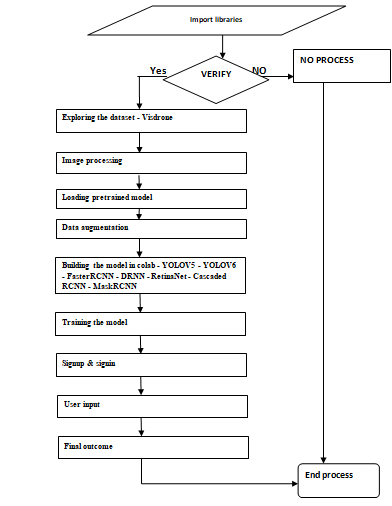 Import libraries
NO PROCESS
Yes
VERIFY
NO
Exploring the dataset - Visdrone
Image processing
Loading pretrained model
Data augmentation
Building the model in colab - YOLOV5 - YOLOV6
- FasterRCNN - DRNN - RetinaNet - Cascaded
RCNN - MaskRCNN
Training the model
Signup & signin
User input
Final outcome
End process